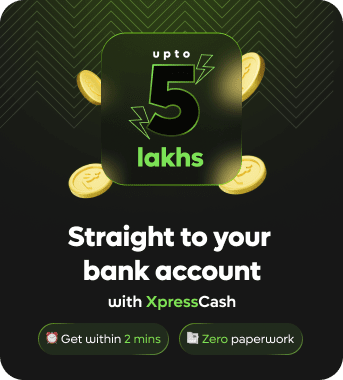 upto
5
lakhs
Straight to your
bank account
with XpressCash
Get within 2 mins
Zero paperwork